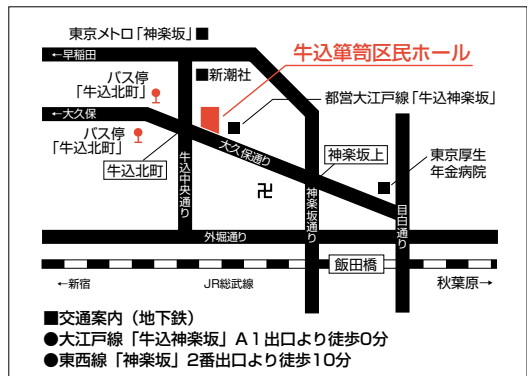 東京メトロ「神楽坂」■
←早稲田
牛込箪笥区民ホール
バス停
「牛込北町」
■新潮社
都営大江戸線「牛込神楽坂」
←大久保
バス停
「牛込北町」
大久保通り
神楽坂上
東京厚生
年金病院
牛込北町
牛込中央通り
卍
神楽坂通り
目白通り
外堀通り
飯田橋
←新宿
JR総武線
秋葉原→
■交通案内（地下鉄）
●大江戸線「牛込神楽坂」A1出口より徒歩0分
●東西線「神楽坂」2番出口より徒歩10分